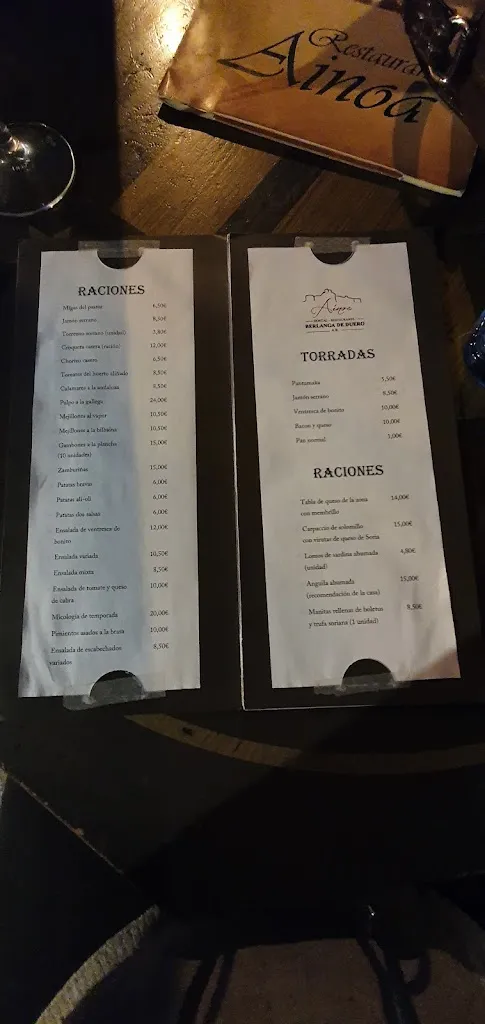 Restauran
Ainoa
RACIONES
Migas del pastor 6,50€
Jamón serrano 8,50€
Torrezno soriano (unidad) 2,80€
Croqueta casera (ración) 12,00€
Chorizo casero 6,50€
Tomates del huerto aliñado 8,50€
Calamares a la andaluza 9,50€
Pulpo a la gallega 24,00€
Mejillones al vapor 10,50€
Mejillones a la bilbaína 10,50€
Gambones a la plancha 15,00€
(10 unidades)
Zamburiñas 15,00€
Patatas bravas 6,00€
Patatas ali-oli 6,00€
Patatas dos salsas 6,00€
Ensalada de ventresca de 12,00€
bonito
Ensalada variada 10,50€
Ensalada mixta 8,50€
Ensalada de tomate y queso 10,00€
de cabra
Micología de temporada 20,00€
Pimientos asados a la brasa 10,00€
Ensalada de escabechados 8,50€
variados
Ainoa
HOSTAL - RESTAURANTE
BERLANGA DE DUERO
TORRADAS
Pantumaca 5,50€
Jamón serrano 8,50€
Ventresca de bonito 10,00€
Bacon y queso 10,00€
Pan normal 1,00€
RACIONES
Tabla de queso de la zona 14,00€
con membrillo
Carpaccio de solomillo 15,00€
con virutas de queso de Soria
Lomos de sardina ahumada 4,80€
(unidad)
Anguila ahumada 15,00€
(recomendación de la casa)
Manitas rellenas de boletus 9,50€
y trufa soriana (1 unidad)